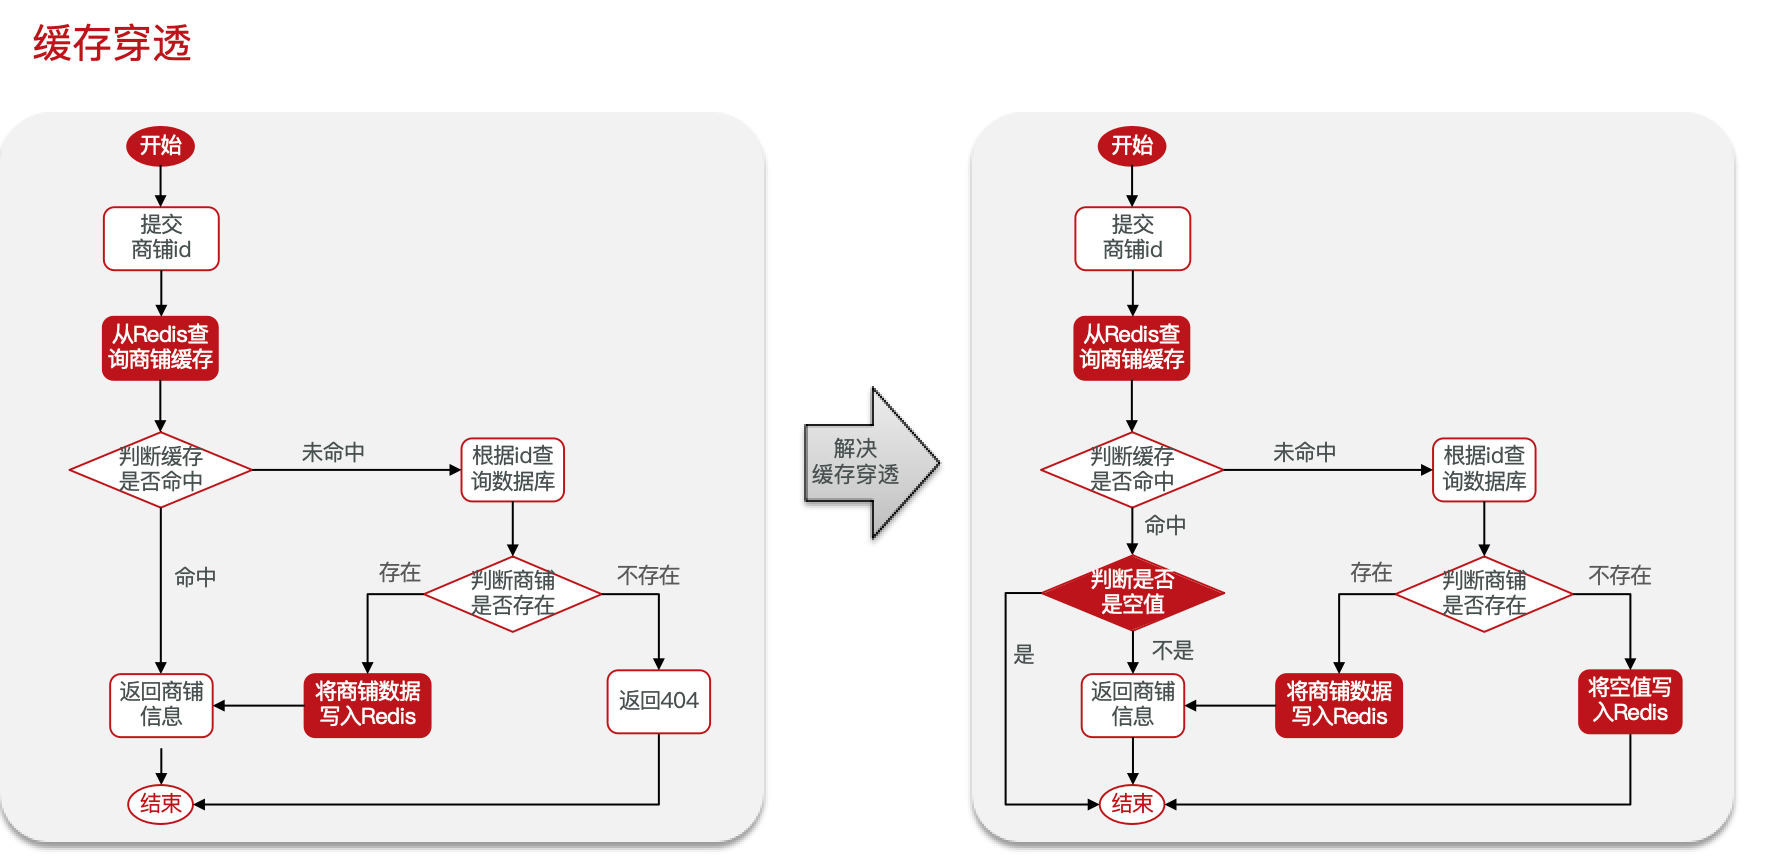 缓存穿透
开始
提交
商铺id
从Redis查
询商铺缓存
判断缓存
是否命中
未命中
根据id查
询数据库
命中
存在
判断商铺
是否存在
不存在
返回商铺
信息
将商铺数据
写入Redis
返回404
结束
解决
缓存穿透
开始
提交
商铺id
从Redis查
询商铺缓存
判断缓存
是否命中
未命中
根据id查
询数据库
命中
判断是否
是空值
存在
判断商铺
是否存在
不存在
是
不是
返回商铺
信息
将商铺数据
写入Redis
将空值写
入Redis
结束